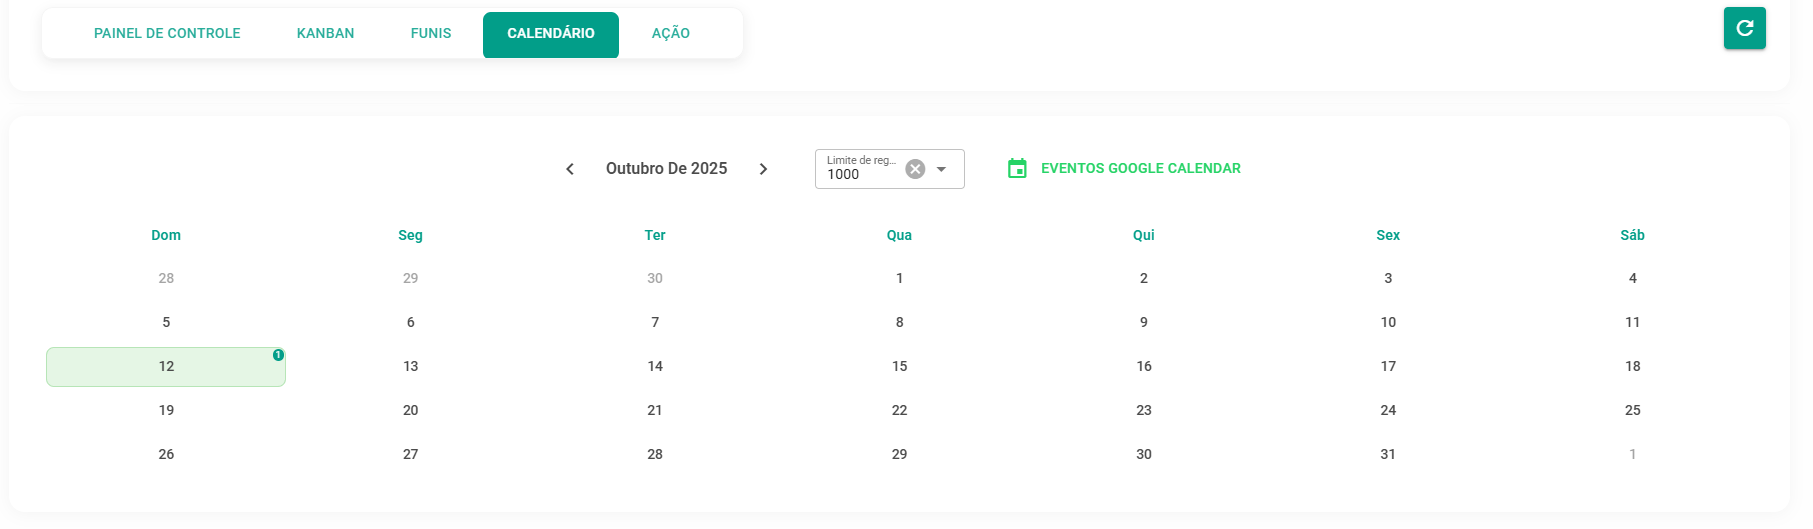 PAINEL DE CONTROLE KANBAN FUNIS CALENDÁRIO AÇÃO
Outubro De 2025
Limite de reg...
1000
EVENTOS GOOGLE CALENDAR
Dom Seg Ter Qua Qui Sex Sáb
28 29 30 1 2 3 4
5 6 7 8 9 10 11
12 1 13 14 15 16 17 18
19 20 21 22 23 24 25
26 27 28 29 30 31 1